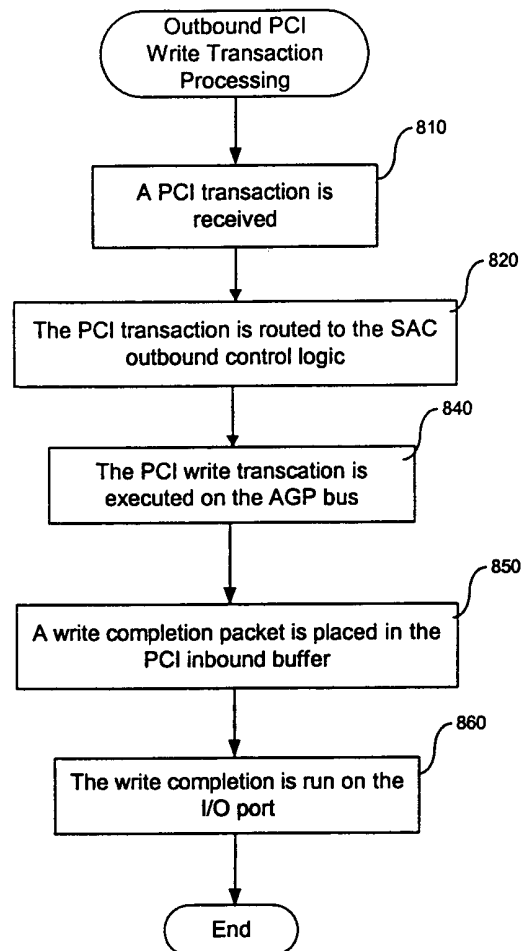 Outbound PCI
Write Transaction
Processing
810
A PCI transaction is
received
820
The PCI transaction is routed to the SAC
outbound control logic
840
The PCI write transcation is
executed on the AGP bus
850
A write completion packet is placed in the
PCI inbound buffer
860
The write completion is run on the
I/O port
End